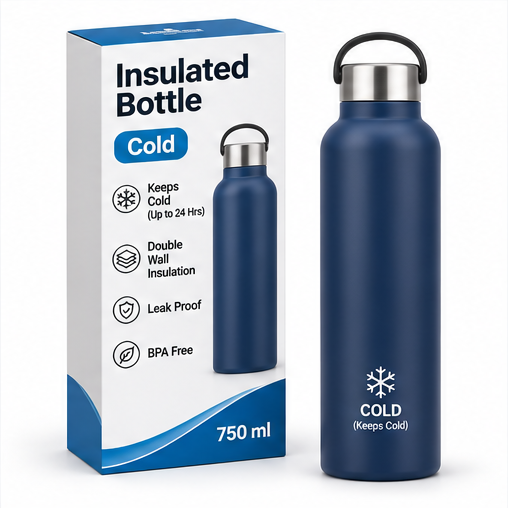 Insulated
Bottle
Cold
Keeps
Cold
(Up to 24 Hrs)
Double
Wall
Insulation
Leak Proof
BPA Free
750 ml
COLD
(Keeps Cold)